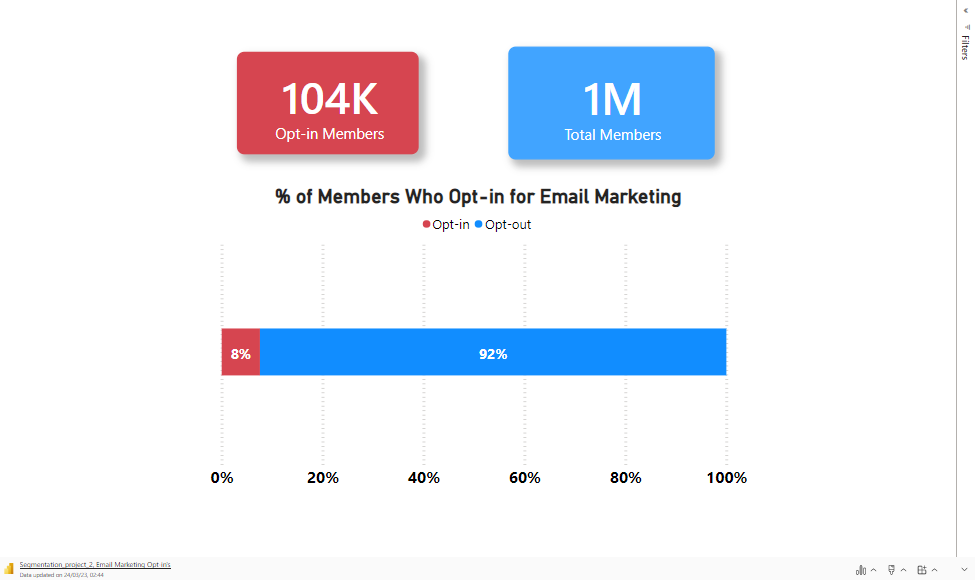 Filters
104K
Opt-in Members
1M
Total Members
% of Members Who Opt-in for Email Marketing
Opt-in Opt-out
8% 92%
0% 20% 40% 60% 80% 100%
Segmentation_project_2, Email Marketing Opt-in's
Data updated on 24/03/23, 02:44